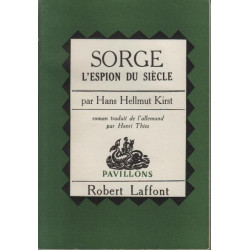 SORGE
L'ESPION DU SIÈCLE
par Hans Hellmut Kirst
roman traduit de l'allemand
par Henri Thies
PAVILLONS
Robert Laffont